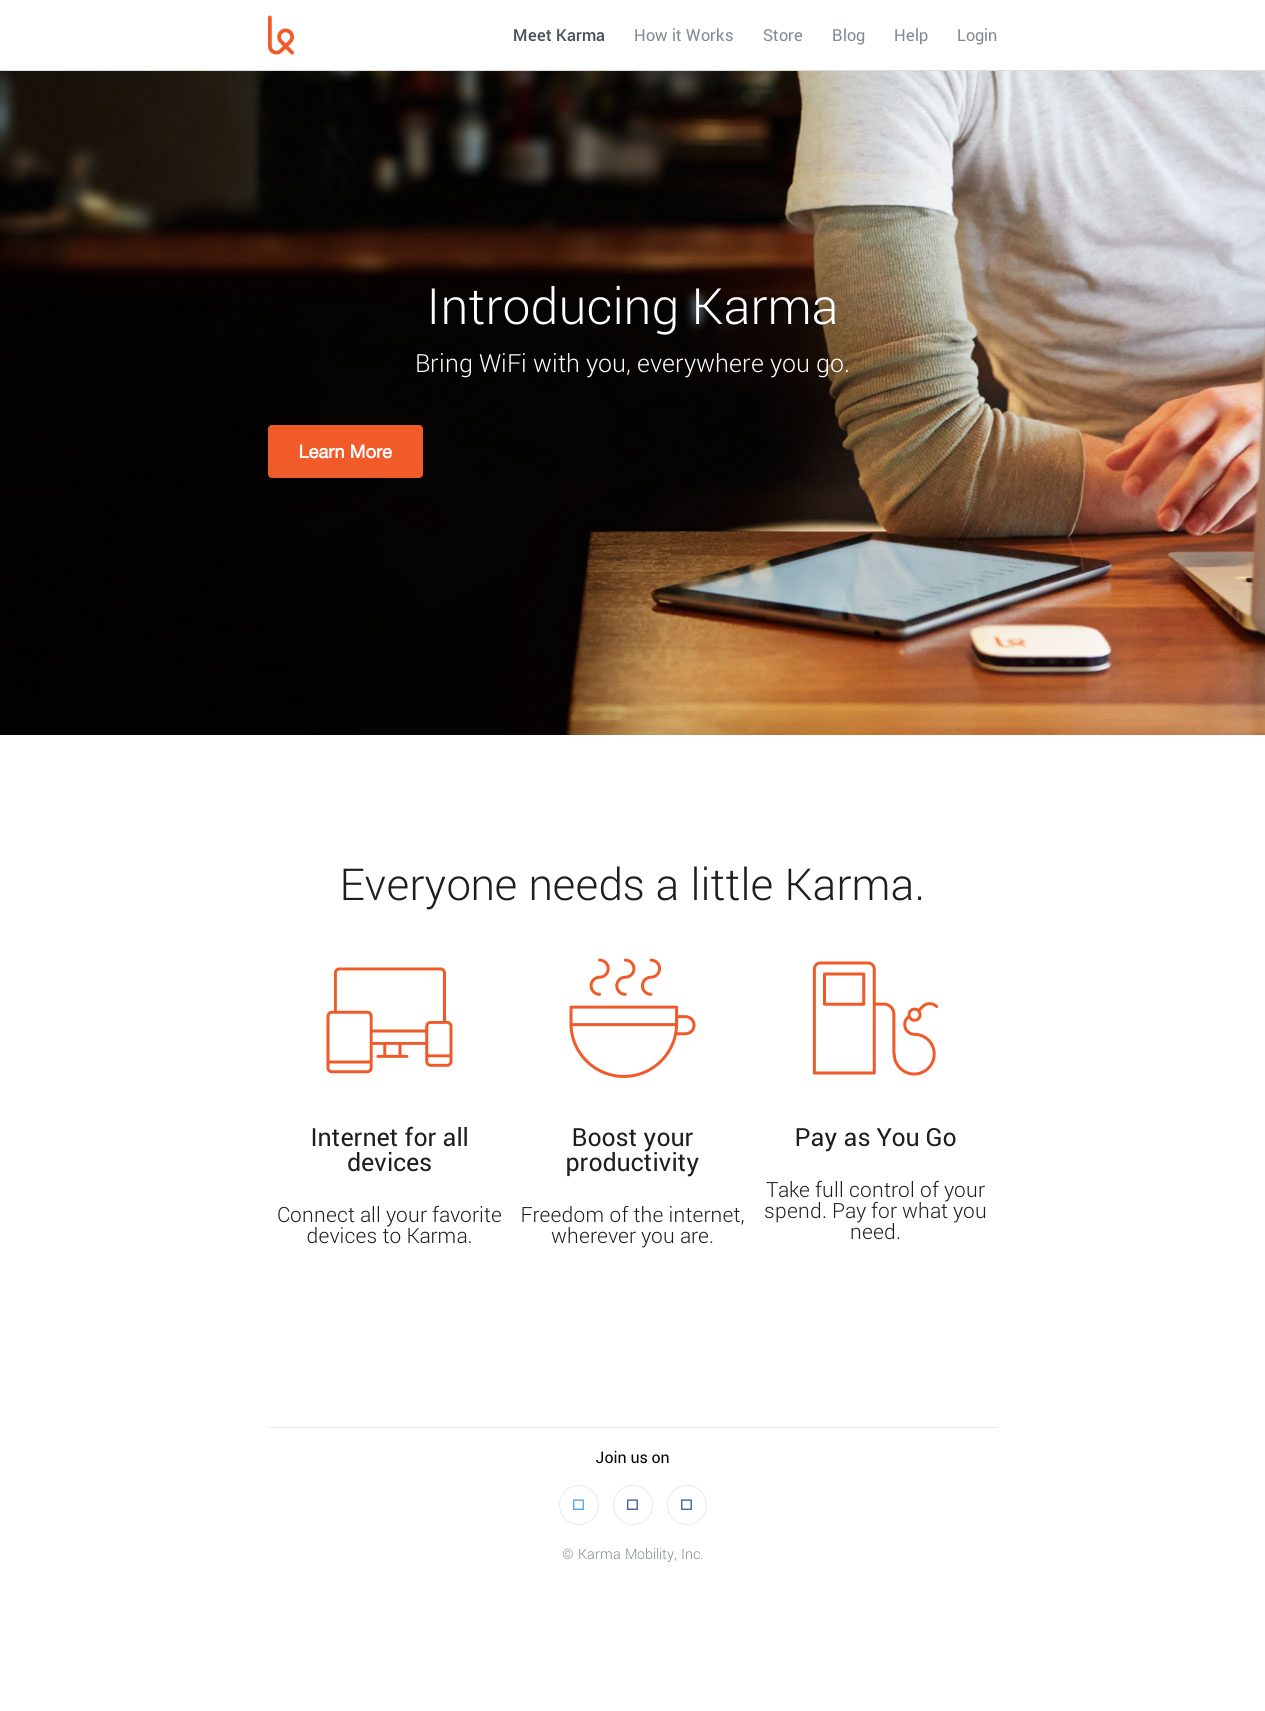 Meet Karma How it Works Store Blog Help Login
Introducing Karma
Bring WiFi with you, everywhere you go.
Learn More
Everyone needs a little Karma.
Internet for all
devices
Connect all your favorite
devices to Karma.
Boost your
productivity
Freedom of the internet,
wherever you are.
Pay as You Go
Take full control of your
spend. Pay for what you
need.
Join us on
© Karma Mobility, Inc.